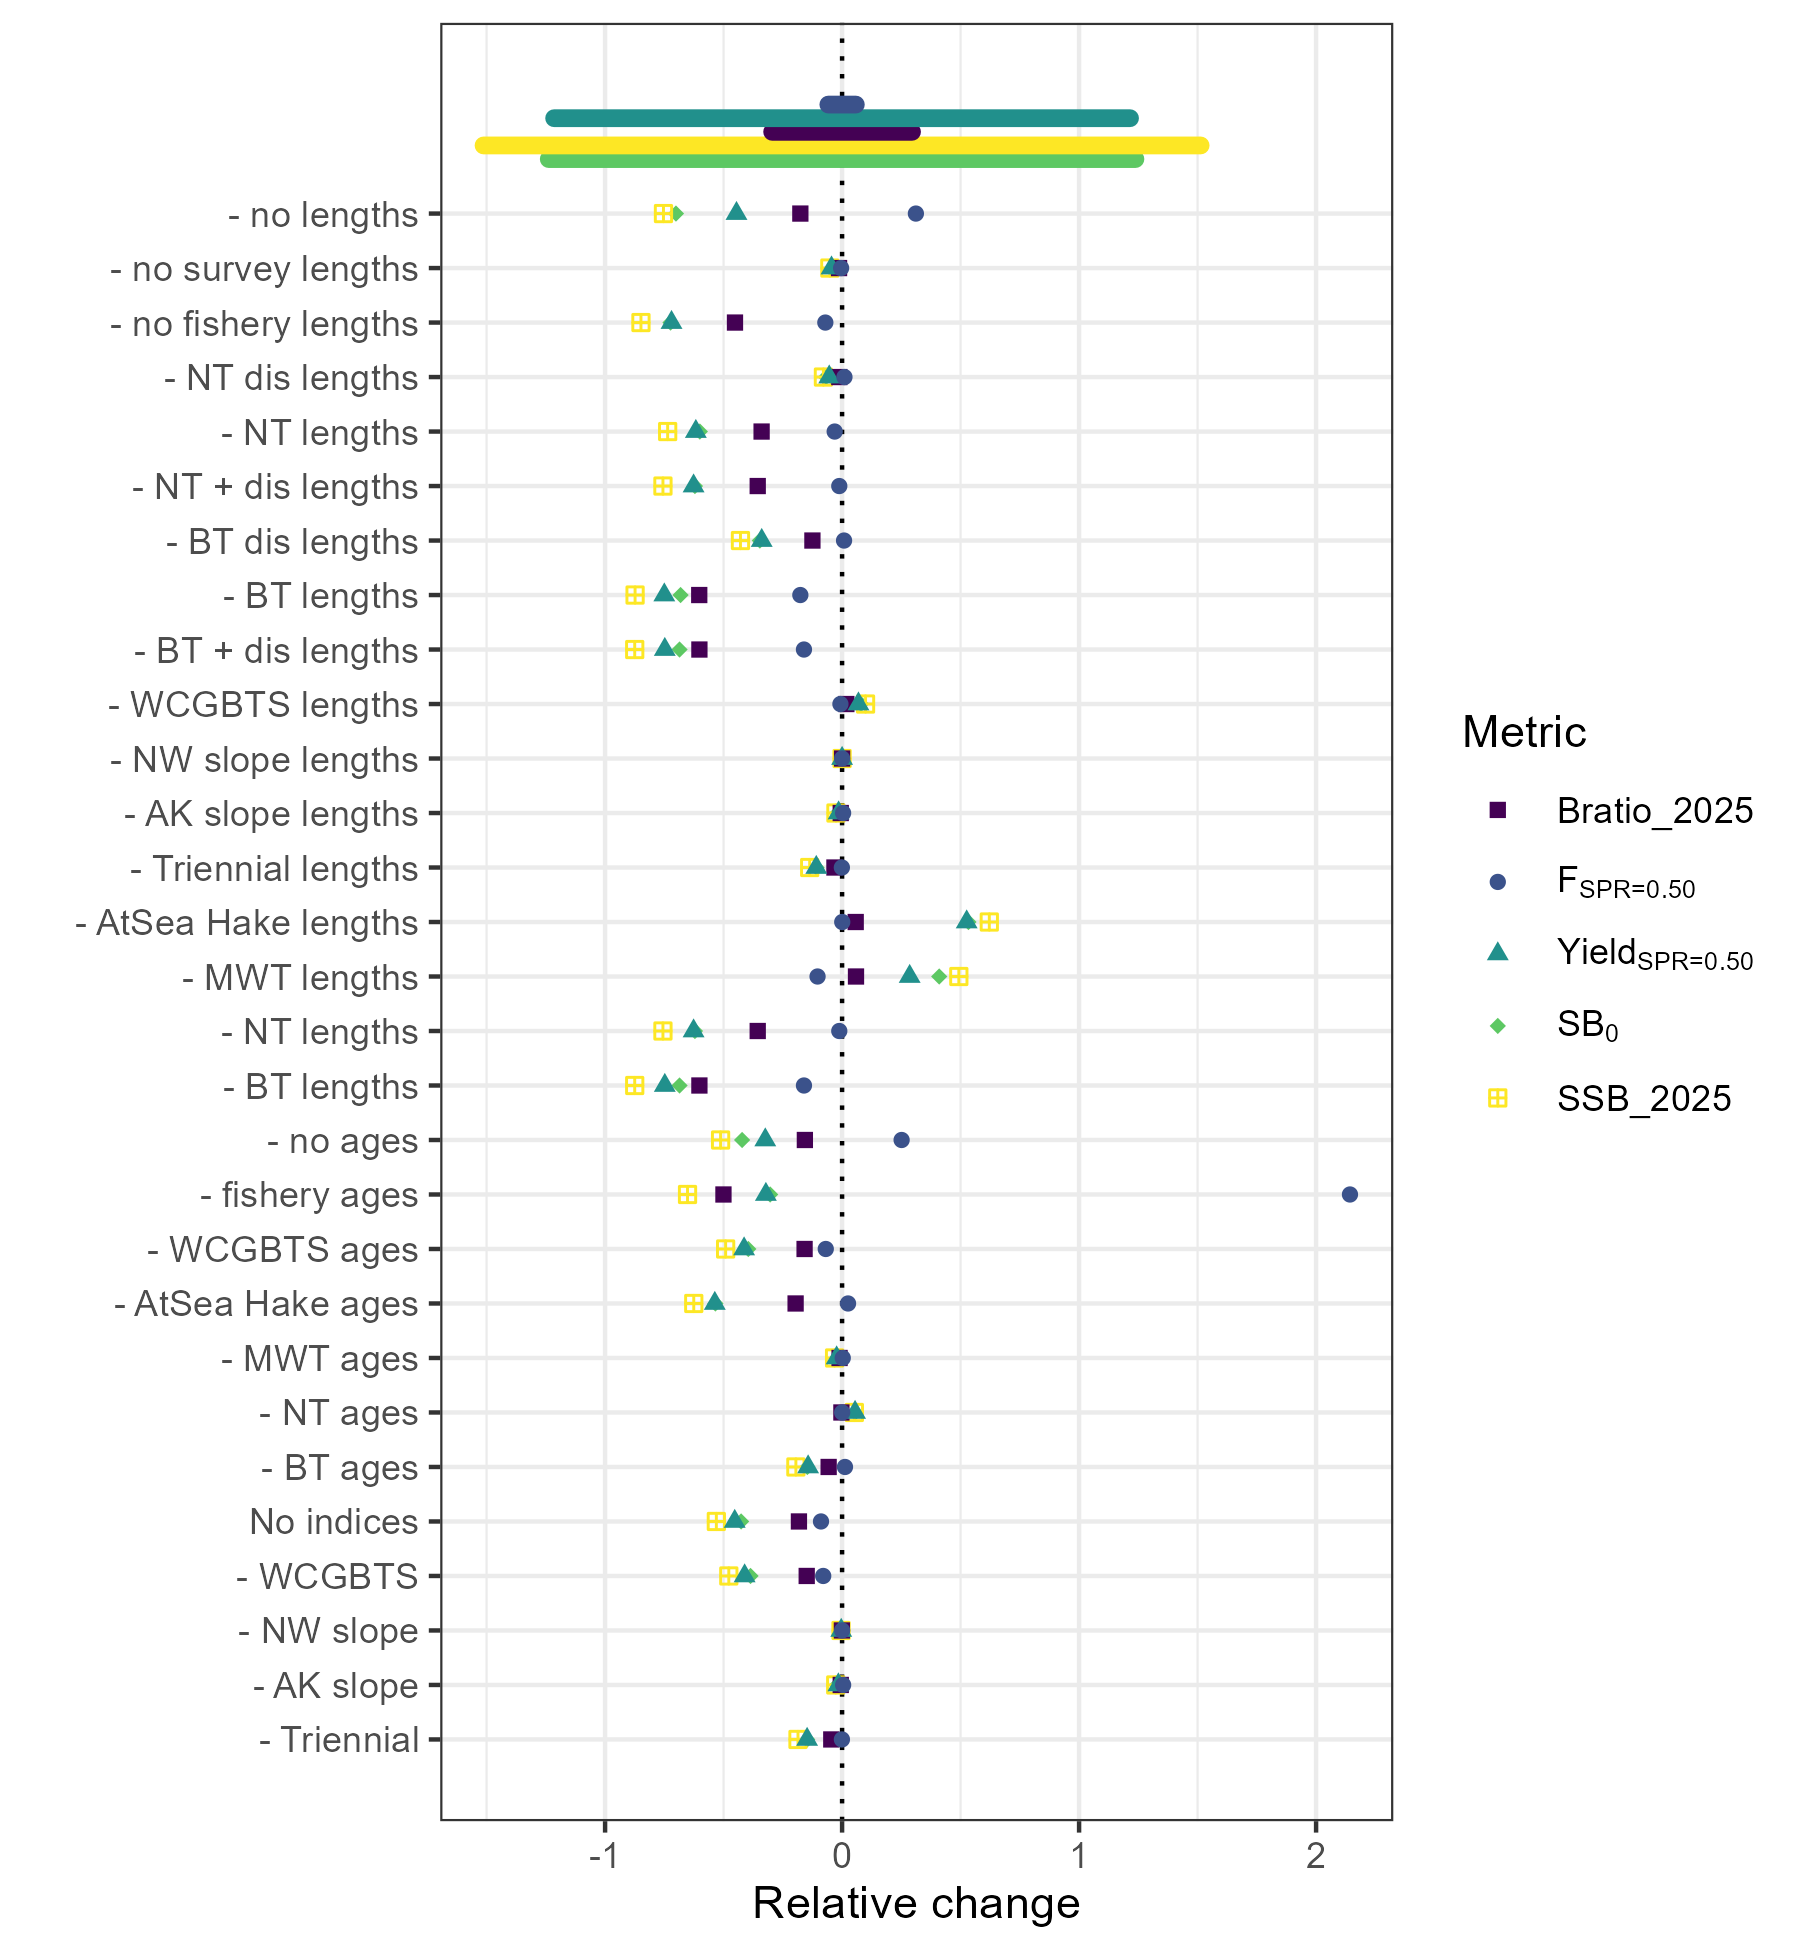 - no lengths
- no survey lengths
- no fishery lengths
- NT dis lengths
- NT lengths
- NT + dis lengths
- BT dis lengths
- BT lengths
- BT + dis lengths
- WCGBTS lengths
- NW slope lengths
- AK slope lengths
- Triennial lengths
- AtSea Hake lengths
- MWT lengths
- NT lengths
- BT lengths
- no ages
- fishery ages
- WCGBTS ages
- AtSea Hake ages
- MWT ages
- NT ages
- BT ages
No indices
- WCGBTS
- NW slope
- AK slope
- Triennial
-1 0 1 2
Relative change
Metric
Bratio_2025
F SPR=0.50
Yield SPR=0.50
SB0
SSB_2025